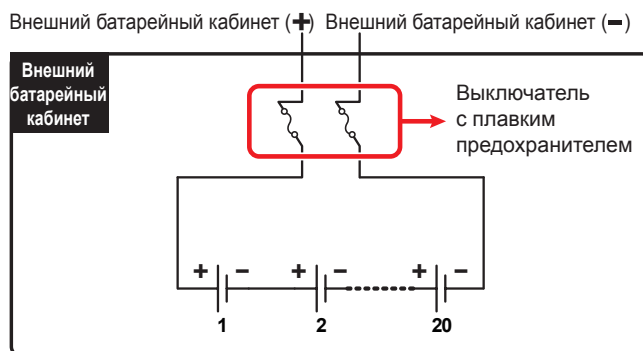 Внешний батарейный кабинет (+) Внешний батарейный кабинет (−)
Внешний
батарейный
кабинет
Выключатель
с плавким
предохранителем
+ − + − + −
1 2 20